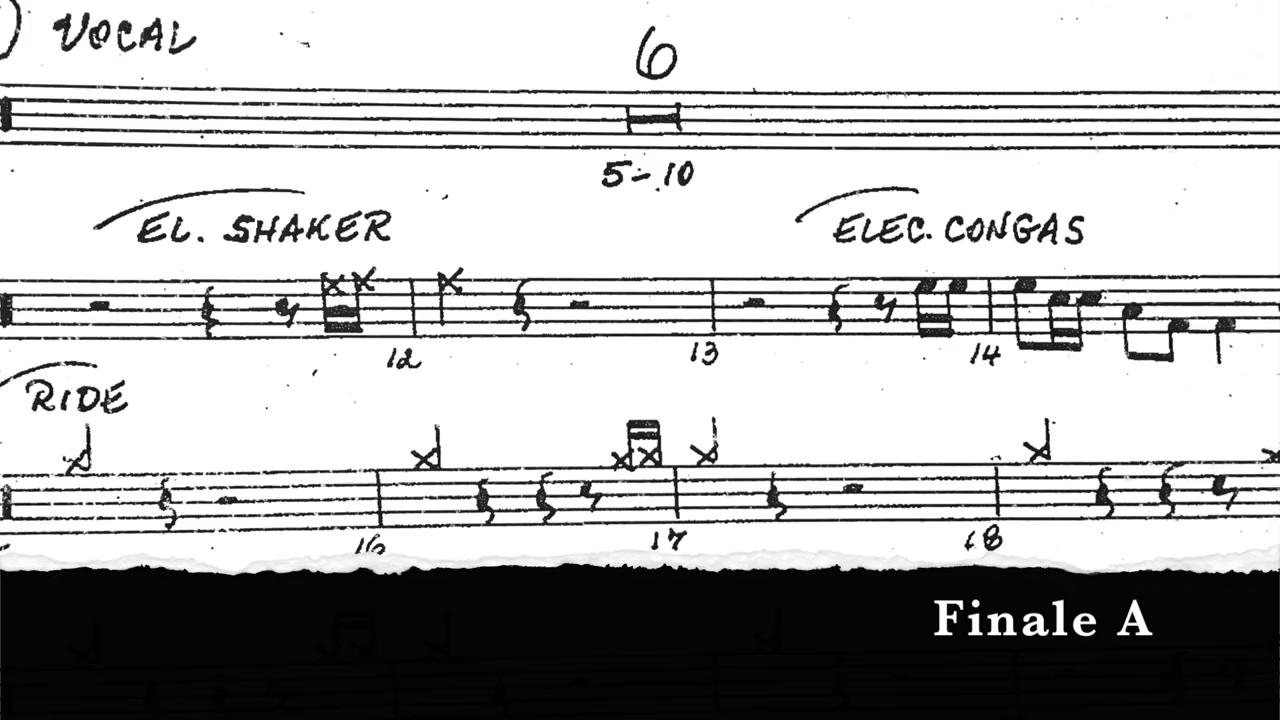 VOCAL
6
5-10
EL. SHAKER
ELEC. CONGAS
12
13
14
RIDE
16
17
18
Finale A